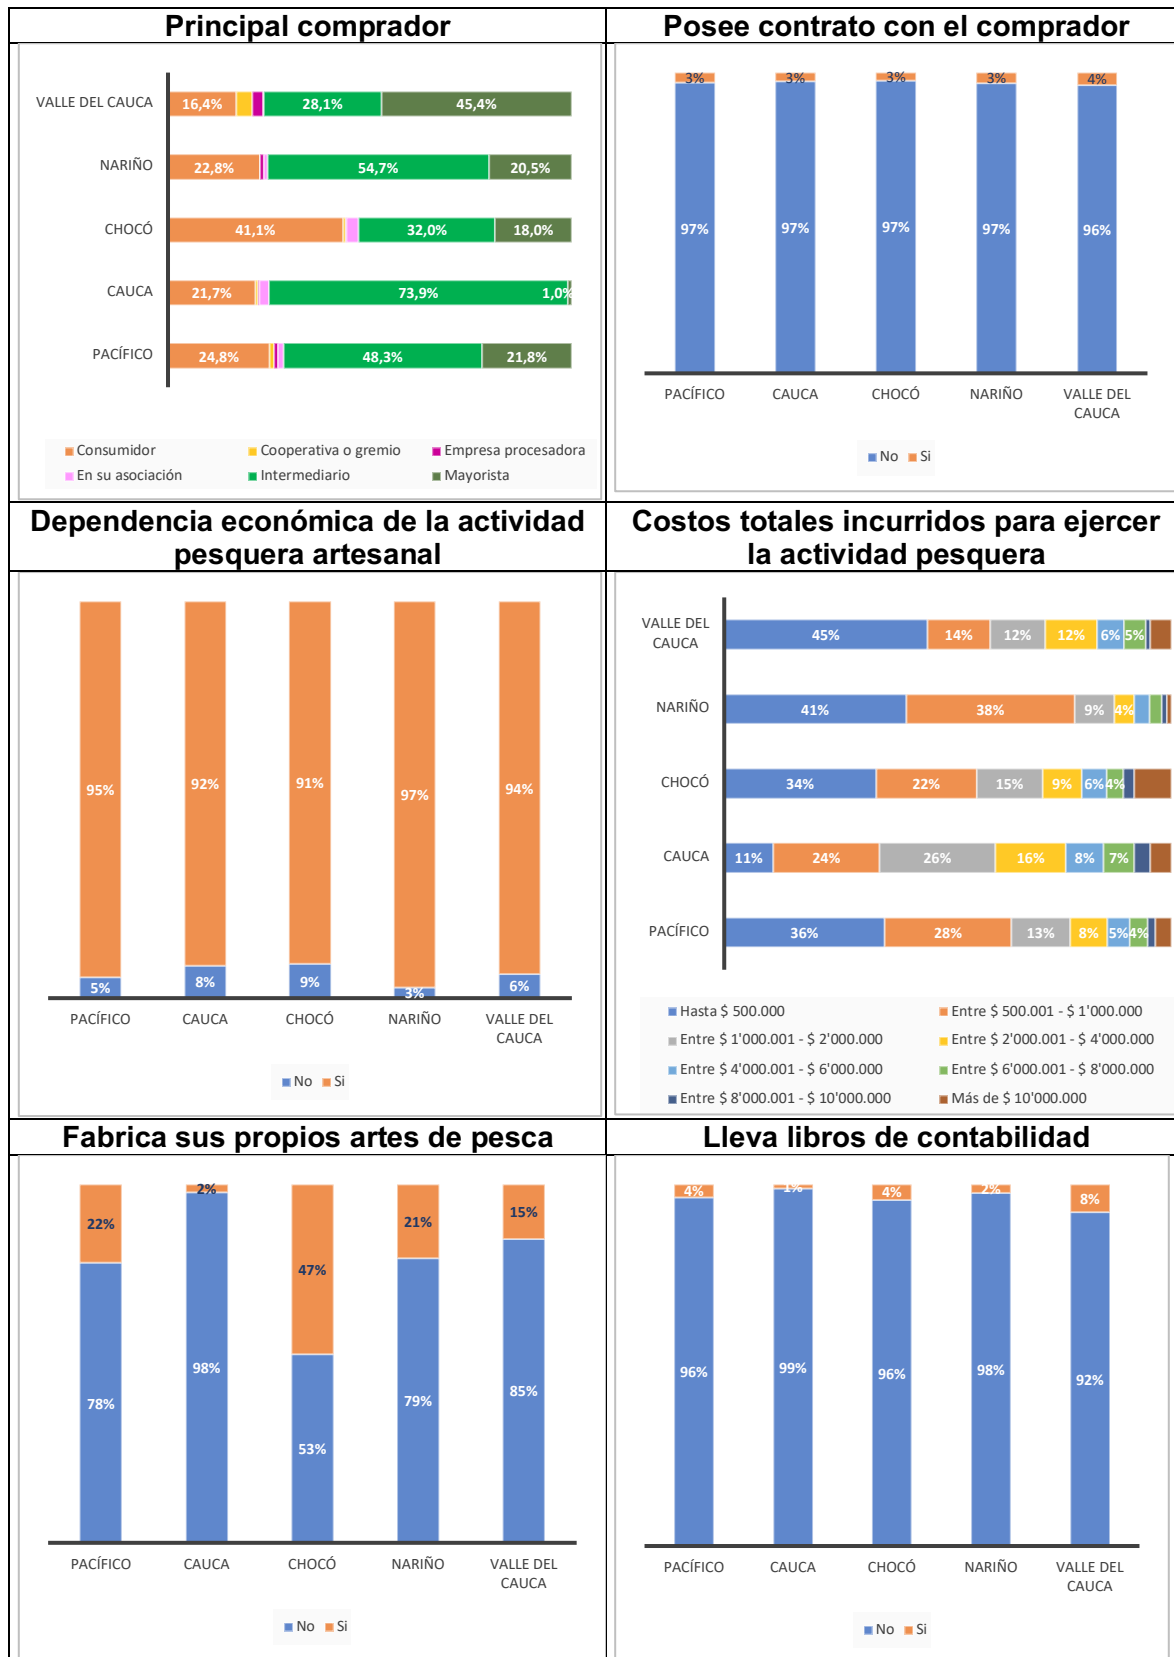 Principal comprador
VALLE DEL CAUCA
16,4%
28,1%
45,4%
NARIÑO
22,8%
54,7%
20,5%
CHOCÓ
41,1%
32,0%
18,0%
CAUCA
21,7%
73,9%
1,0%
PACÍFICO
24,8%
48,3%
21,8%
Consumidor
Cooperativa o gremio
Empresa procesadora
En su asociación
Intermediario
Mayorista
Posee contrato con el comprador
3%
3%
3%
3%
4%
97%
97%
97%
97%
96%
PACÍFICO
CAUCA
CHOCÓ
NARIÑO
VALLE DEL
CAUCA
No
Si
Dependencia económica de la actividad
pesquera artesanal
95%
92%
91%
97%
94%
5%
8%
9%
3%
6%
PACÍFICO
CAUCA
CHOCÓ
NARIÑO
VALLE DEL
CAUCA
No
Si
Costos totales incurridos para ejercer
la actividad pesquera
VALLE DEL
CAUCA
45%
14%
12%
12%
6%
5%
NARIÑO
41%
38%
9%
4%
CHOCÓ
34%
22%
15%
9%
6%
4%
CAUCA
11%
24%
26%
16%
8%
7%
PACÍFICO
36%
28%
13%
8%
5%
4%
Hasta $ 500.000
Entre $ 500.001 - $ 1'000.000
Entre $ 1'000.001 - $ 2'000.000
Entre $ 2'000.001 - $ 4'000.000
Entre $ 4'000.001 - $ 6'000.000
Entre $ 6'000.001 - $ 8'000.000
Entre $ 8'000.001 - $ 10'000.000
Más de $ 10'000.000
Fabrica sus propios artes de pesca
22%
2%
47%
21%
15%
78%
98%
53%
79%
85%
PACÍFICO
CAUCA
CHOCÓ
NARIÑO
VALLE DEL
CAUCA
No
Si
Lleva libros de contabilidad
4%
1%
4%
2%
8%
96%
99%
96%
98%
92%
PACÍFICO
CAUCA
CHOCÓ
NARIÑO
VALLE DEL
CAUCA
No
Si